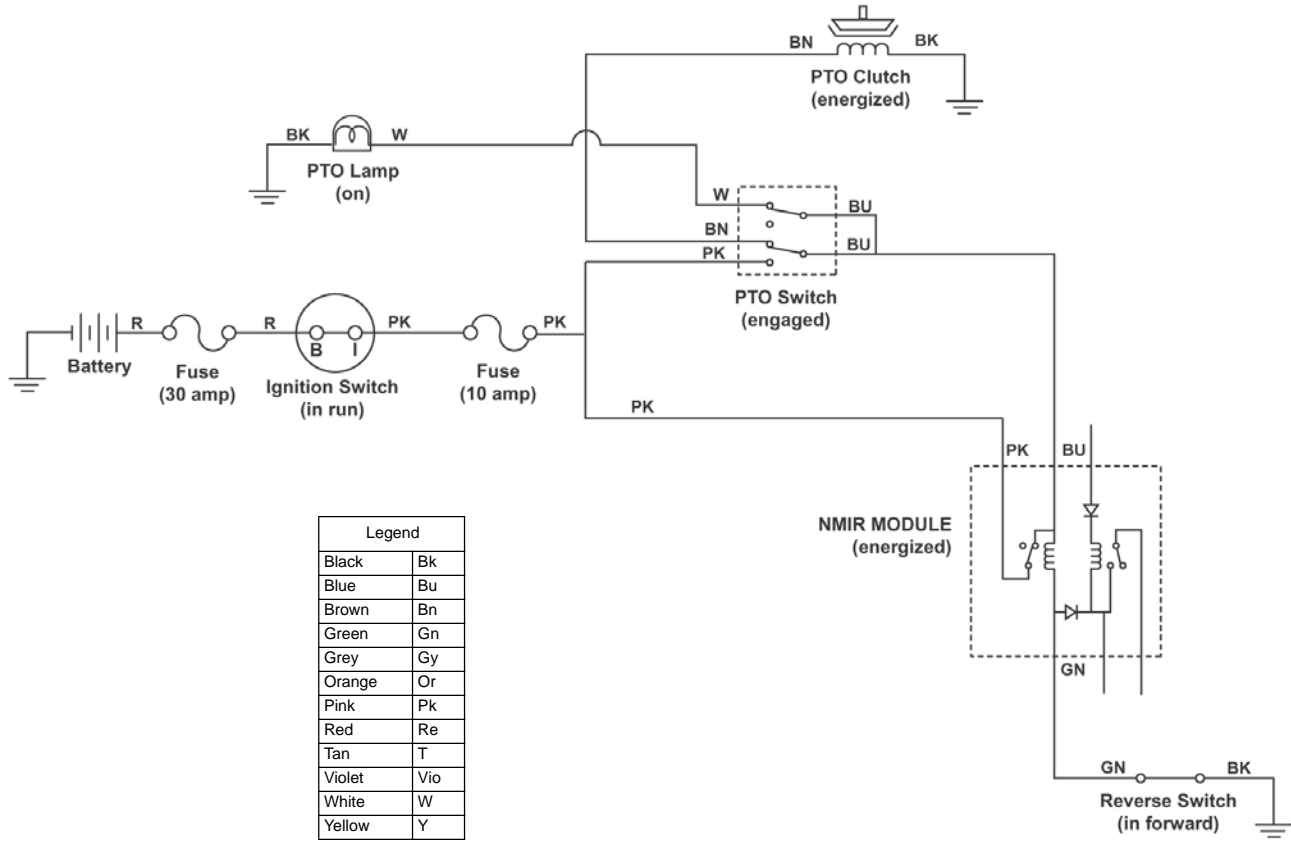 BN
BK
PTO Clutch
(energized)
BK
W
PTO Lamp
(on)
W
BU
BN
BU
PK
PTO Switch
(engaged)
R
R
B
I
PK
PK
Battery
Fuse
(30 amp)
Ignition Switch
(in run)
Fuse
(10 amp)
PK
PK
BU
NMIR MODULE
(energized)
GN
GN
BK
Reverse Switch
(in forward)
Legend
Black Bk
Blue Bu
Brown Bn
Green Gn
Grey Gy
Orange Or
Pink Pk
Red Re
Tan T
Violet Vio
White W
Yellow Y